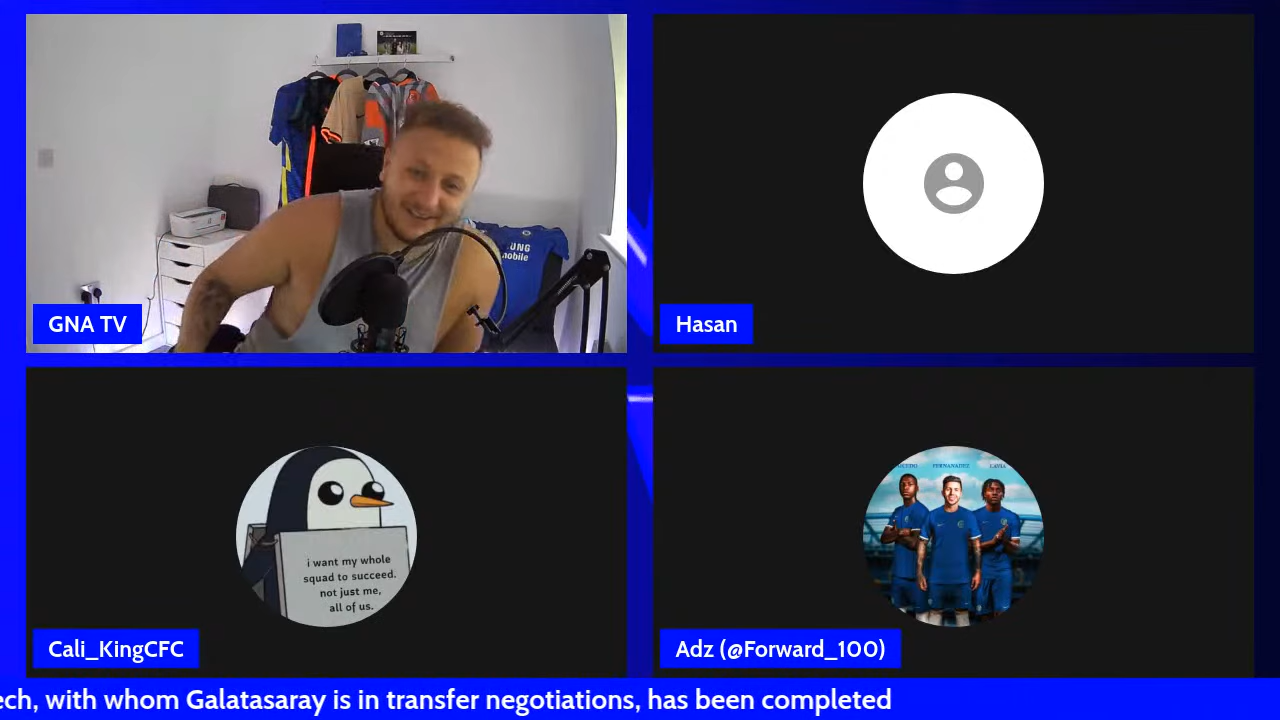 GNA TV
Hasan
i want my whole
squad to succeed.
not just me,
all of us.
FERNANDEZ
LAVIA
Cali_KingCFC
Adz (@Forward_100)
ech, with whom Galatasaray is in transfer negotiations, has been completed